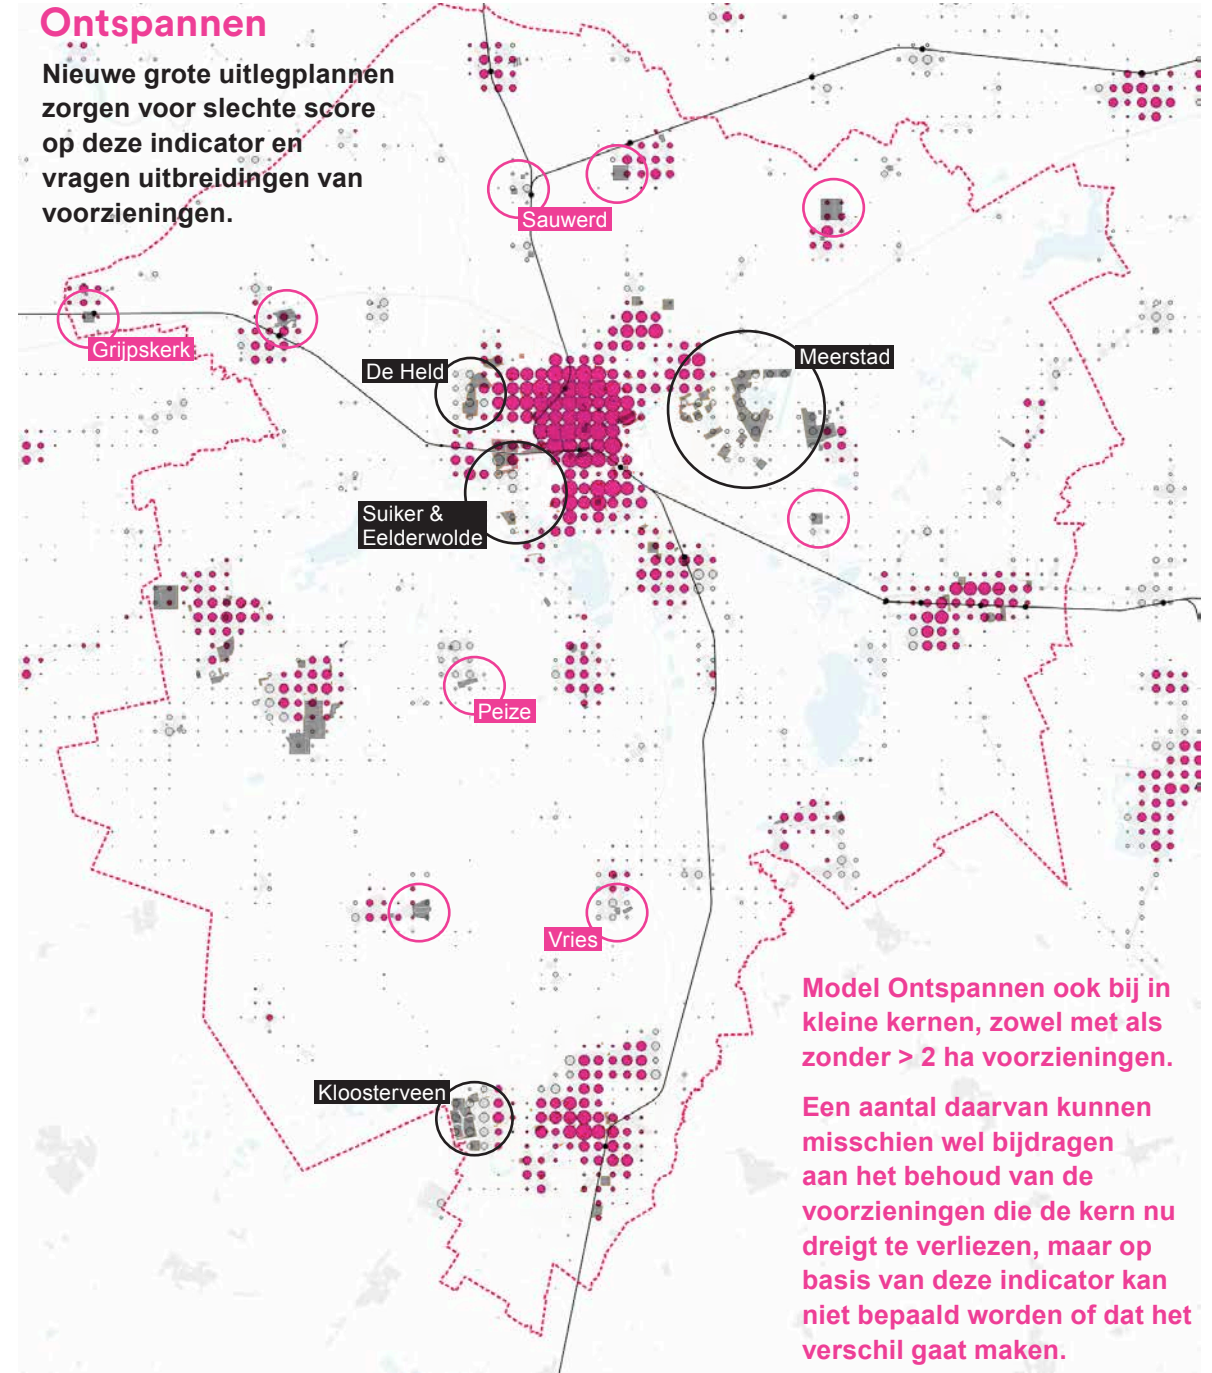 Ontspannen
Nieuwe grote uitlegplannen
zorgen voor slechte score
op deze indicator en
vragen uitbreidingen van
voorzieningen.
Sauwerd
Grijpskerk
De Held
Meerstad
Suiker &
Eelderwolde
Peize
Vries
Kloosterveen
Model Ontspannen ook bij in
kleine kernen, zowel met als
zonder > 2 ha voorzieningen.
Een aantal daarvan kunnen
misschien wel bijdragen
aan het behoud van de
voorzieningen die de kern nu
dreigt te verliezen, maar op
basis van deze indicator kan
niet bepaald worden of dat het
verschil gaat maken.